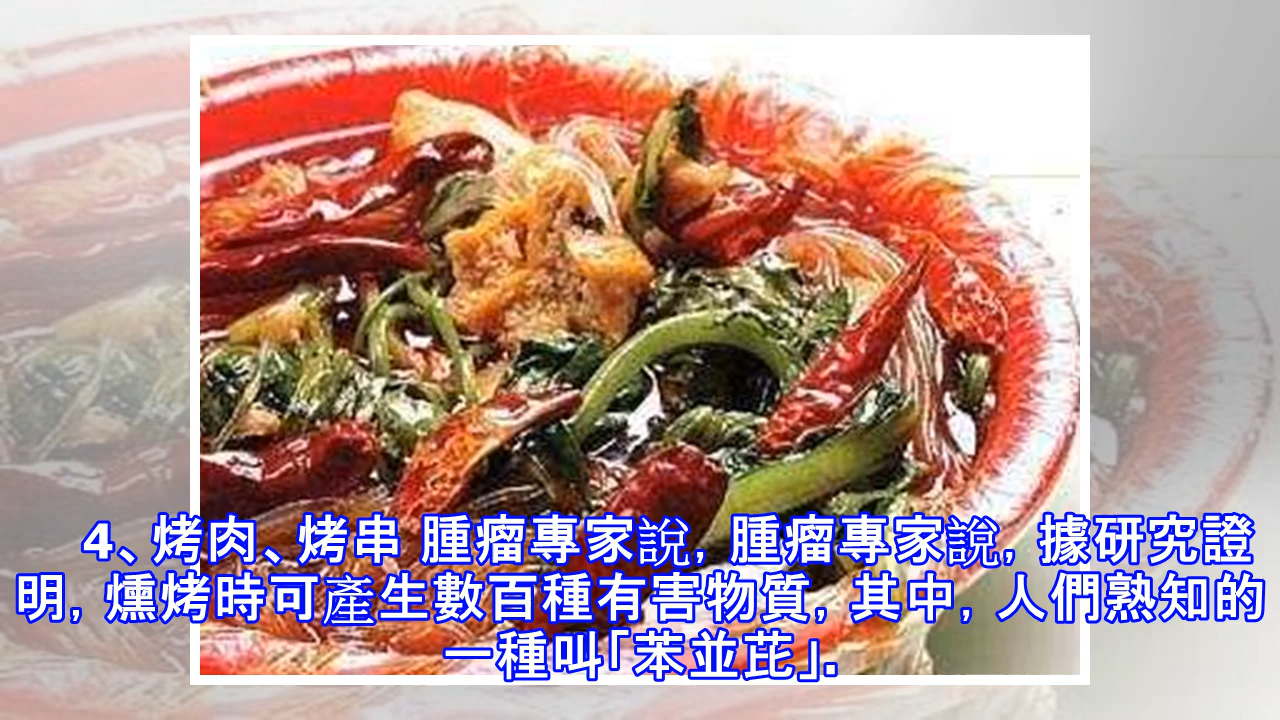 4、烤肉、烤串 腫瘤專家說, 腫瘤專家說, 據研究證
明, 燻烤時可產生數百種有害物質, 其中, 人們熟知的
一種叫「苯並芘」.